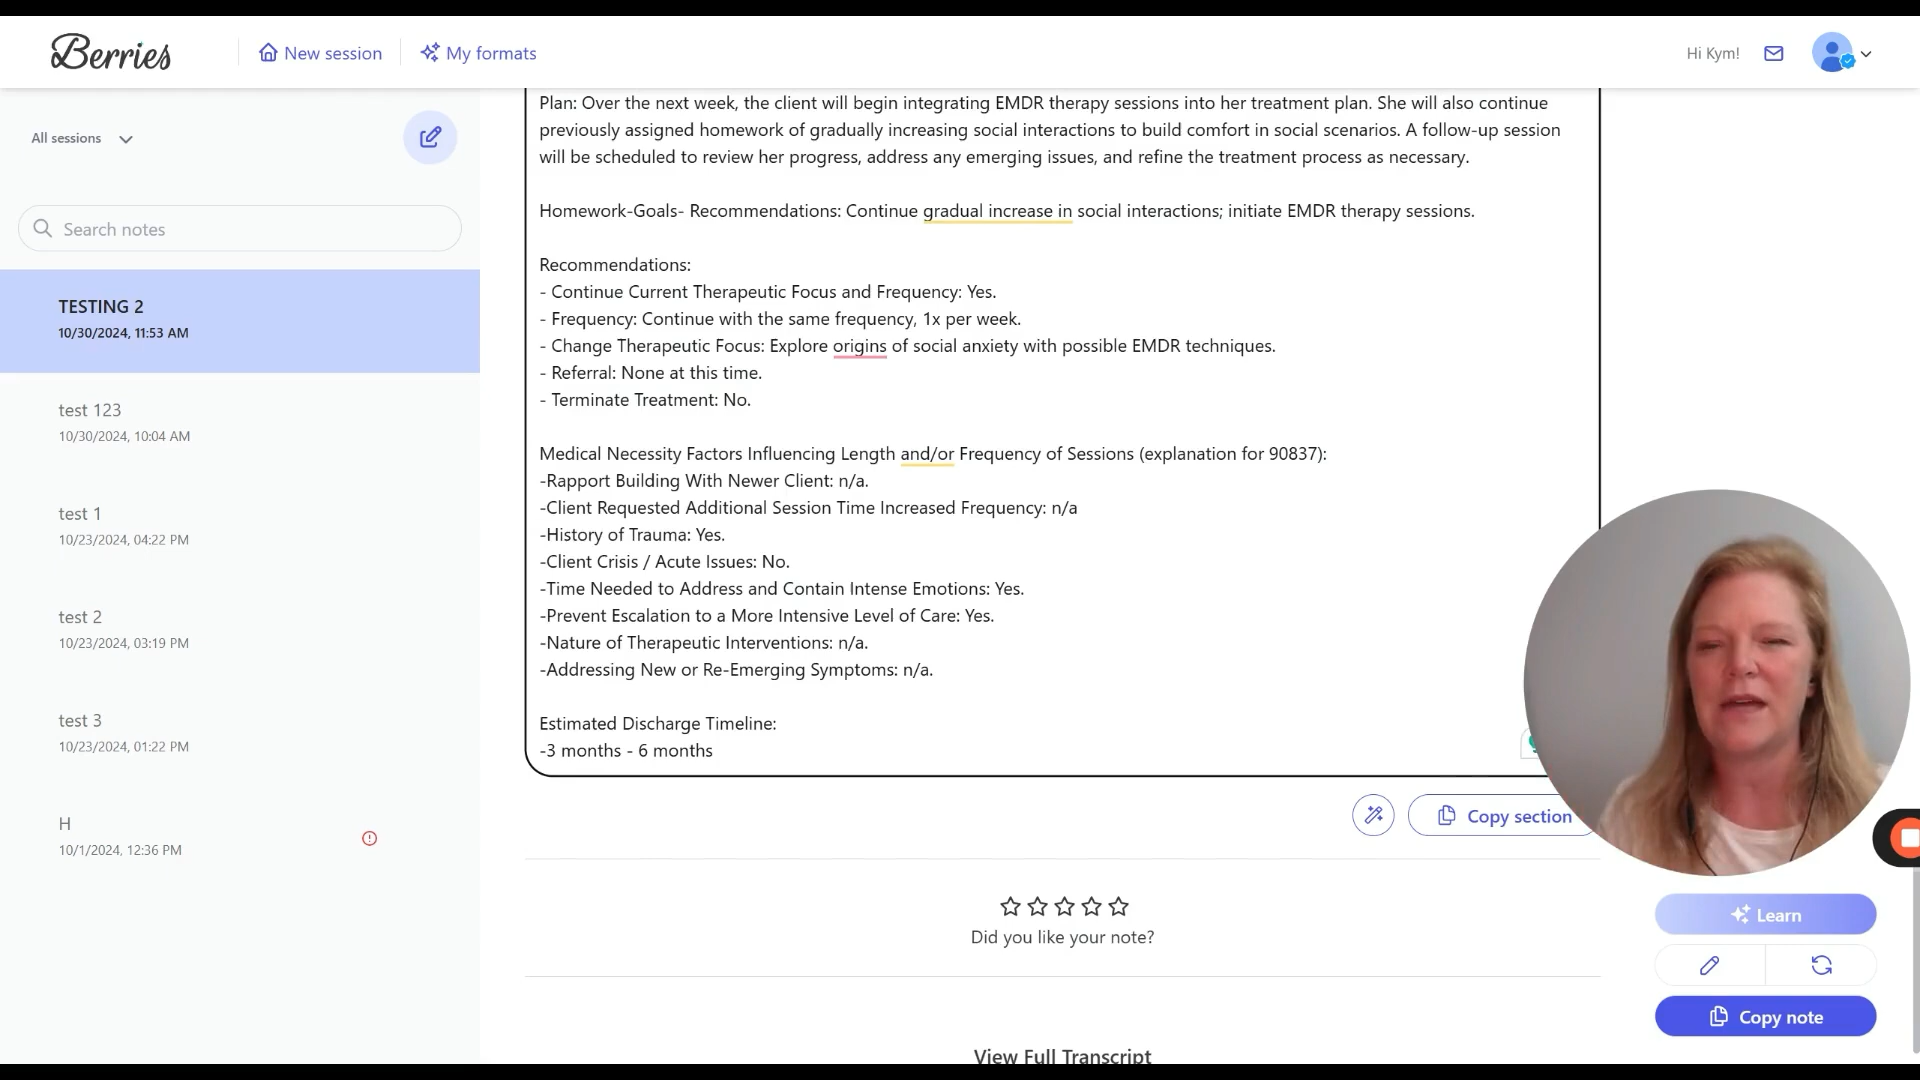 Berries
New session
My formats
Hi Kym!
All sessions
Search notes
TESTING 2
10/30/2024, 11:53 AM
test 123
10/30/2024, 10:04 AM
test 1
10/23/2024, 04:22 PM
test 2
10/23/2024, 03:19 PM
test 3
10/23/2024, 01:22 PM
H
10/1/2024, 12:36 PM
Plan: Over the next week, the client will begin integrating EMDR therapy sessions into her treatment plan. She will also continue
previously assigned homework of gradually increasing social interactions to build comfort in social scenarios. A follow-up session
will be scheduled to review her progress, address any emerging issues, and refine the treatment process as necessary.
Homework-Goals- Recommendations: Continue gradual increase in social interactions; initiate EMDR therapy sessions.
Recommendations:
- Continue Current Therapeutic Focus and Frequency: Yes.
- Frequency: Continue with the same frequency, 1x per week.
- Change Therapeutic Focus: Explore origins of social anxiety with possible EMDR techniques.
- Referral: None at this time.
- Terminate Treatment: No.
Medical Necessity Factors Influencing Length and/or Frequency of Sessions (explanation for 90837):
-Rapport Building With Newer Client: n/a.
-Client Requested Additional Session Time Increased Frequency: n/a
-History of Trauma: Yes.
-Client Crisis / Acute Issues: No.
-Time Needed to Address and Contain Intense Emotions: Yes.
-Prevent Escalation to a More Intensive Level of Care: Yes.
-Nature of Therapeutic Interventions: n/a.
-Addressing New or Re-Emerging Symptoms: n/a.
Estimated Discharge Timeline:
-3 months - 6 months
Copy section
Did you like your note?
Learn
Copy note
View Full Transcript